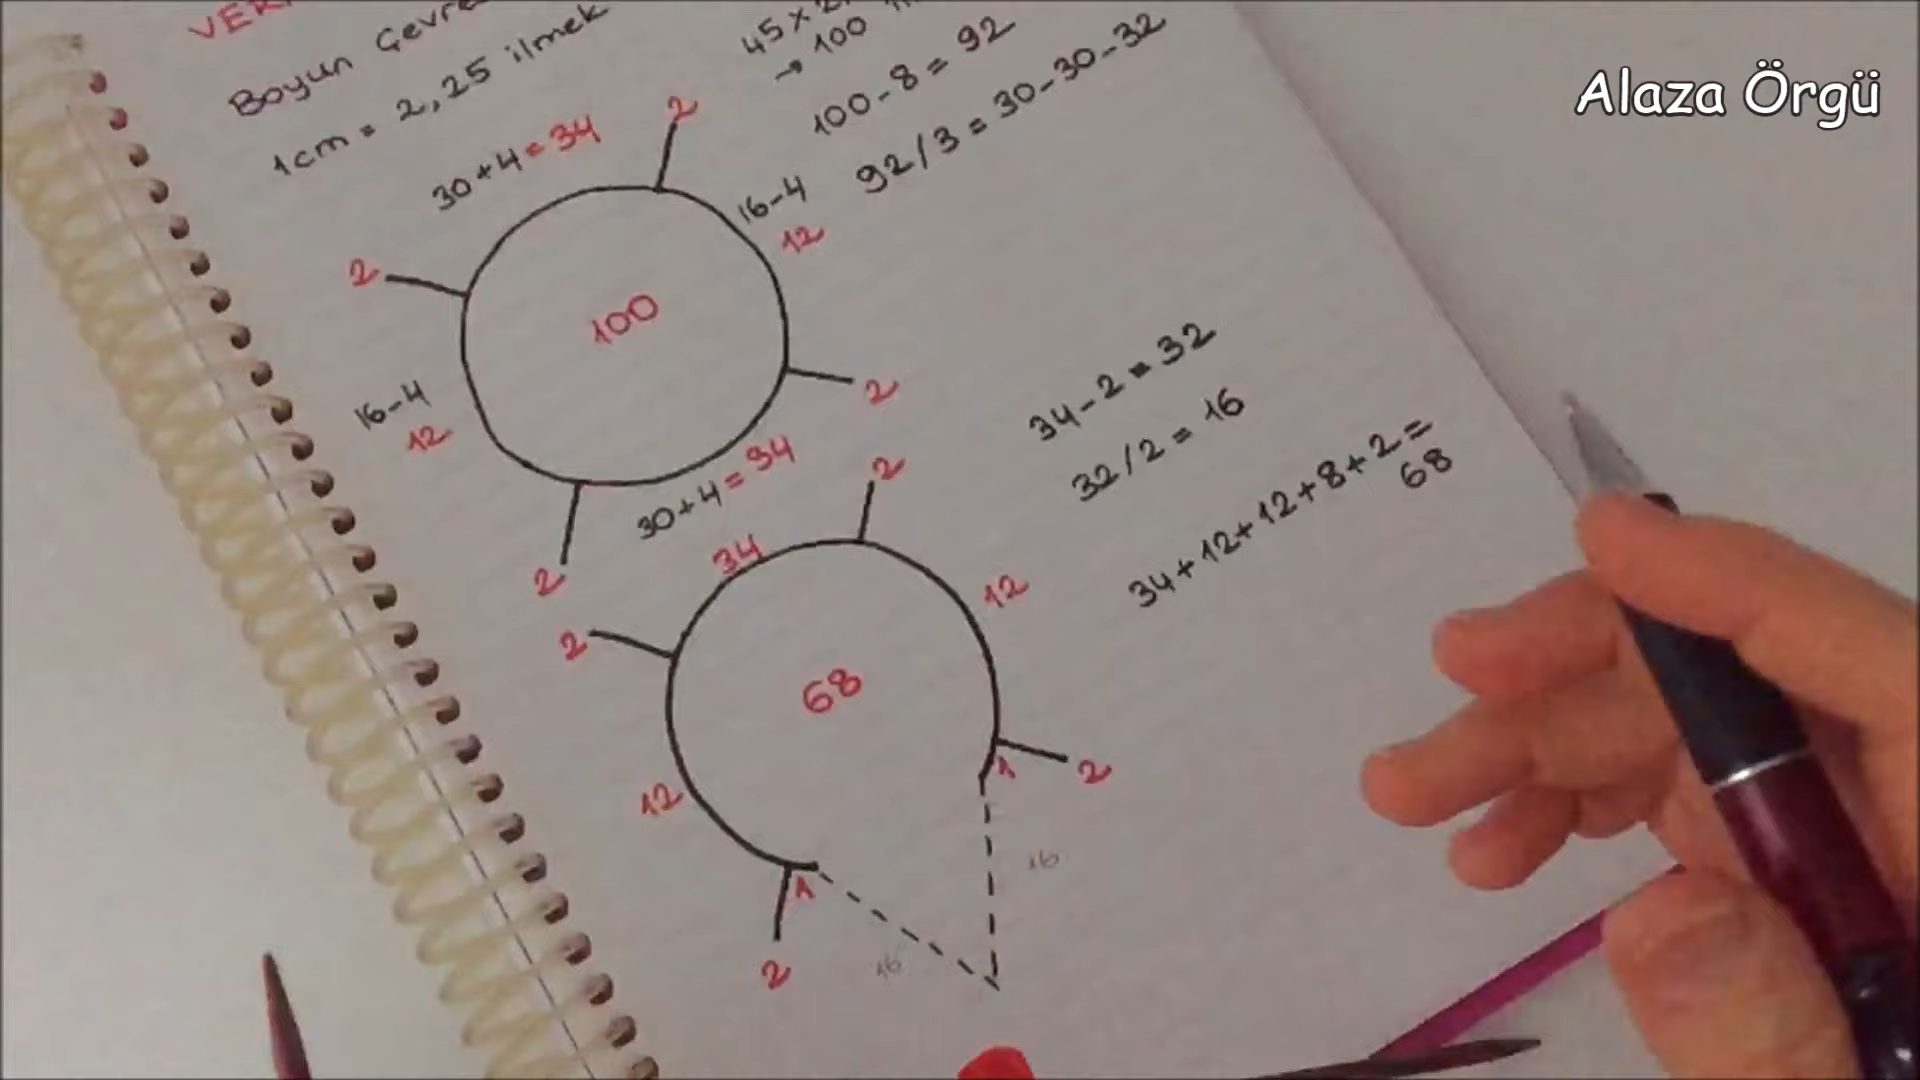 Alaza Örgü
Boyun
1cm = 2,25 ilmek
45 x
→ 100
100-8 = 92
92/3 = 30-30-32
30+4 = 34
2
16-4
12
2
100
2
16-4
12
30+4 = 34
2
34-2 = 32
32/2 = 16
34+12+12+8+2 =
68
2
34
12
2
68
12
1
2
16
1
2
16